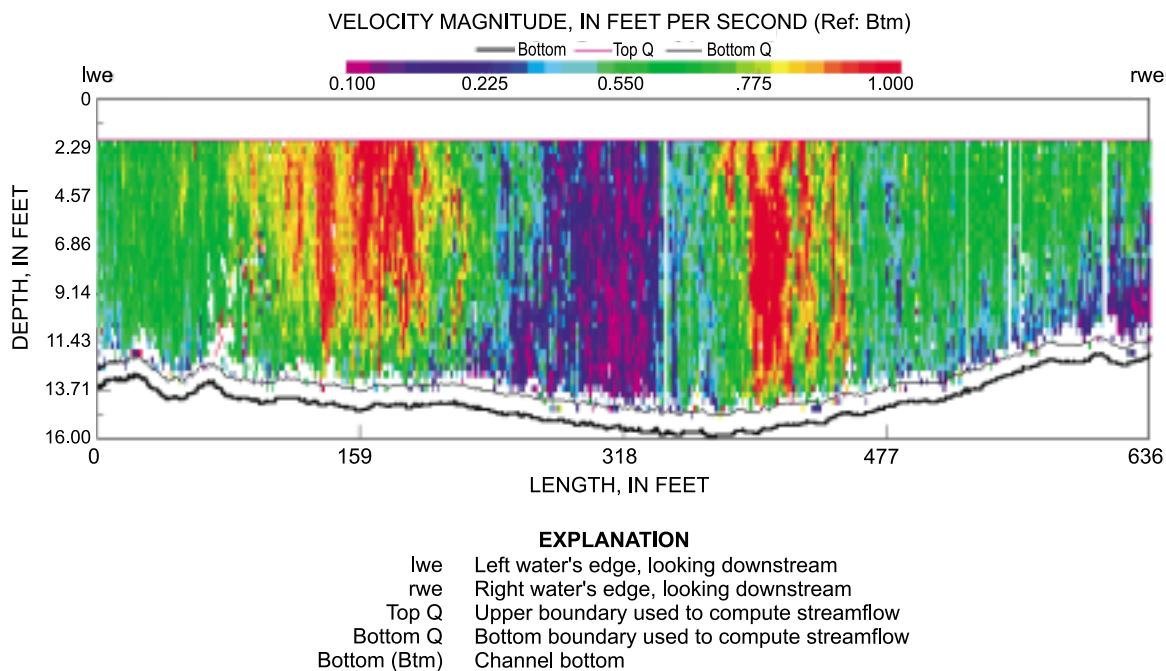 VELOCITY MAGNITUDE, IN FEET PER SECOND (Ref: Btm)
Bottom Top Q Bottom Q
lwe rwe
0.100 0.225 0.550 .775 1.000
DEPTH, IN FEET
0
2.29
4.57
6.86
9.14
11.43
13.71
16.00
0 159 318 477 636
LENGTH, IN FEET
EXPLANATION
lwe Left water's edge, looking downstream
rwe Right water's edge, looking downstream
Top Q Upper boundary used to compute streamflow
Bottom Q Bottom boundary used to compute streamflow
Bottom (Btm) Channel bottom